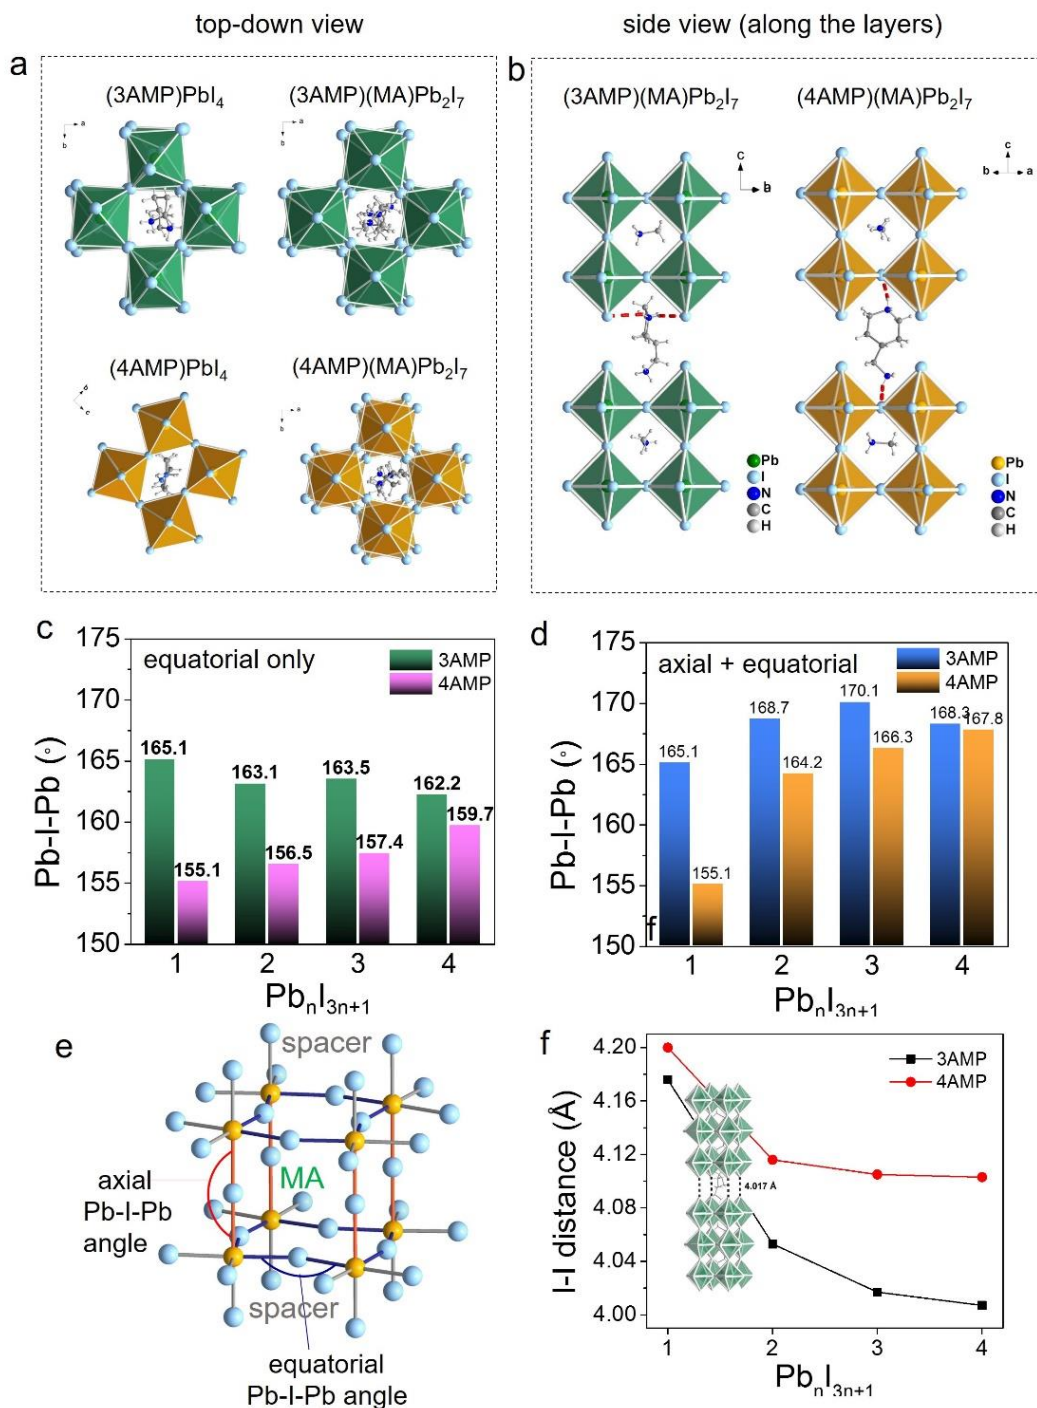 top-down view
side view (along the layers)
a
(3AMP)PbI4
(3AMP)(MA)Pb2I7
a
b
a
b
(4AMP)PbI4
(4AMP)(MA)Pb2I7
c
a
b
b
(3AMP)(MA)Pb2I7
(4AMP)(MA)Pb2I7
C
c
b
a
Pb
I
N
C
H
Pb
I
N
C
H
c
175
170
165
160
155
150
Pb-I-Pb (°)
equatorial only
3AMP
4AMP
165.1
155.1
163.1
156.5
163.5
157.4
162.2
159.7
1
2
3
4
PbnI3n+1
d
175
170
165
160
155
150
Pb-I-Pb (°)
axial + equatorial
3AMP
4AMP
165.1
155.1
168.7
164.2
170.1
166.3
168.3
167.8
f
1
2
3
4
PbnI3n+1
e
spacer
MA
axial
Pb-I-Pb
angle
spacer
equatorial
Pb-I-Pb angle
f
4.20
4.16
4.12
4.08
4.04
4.00
I-I distance (Å)
3AMP
4AMP
4.017 Å
1
2
3
4
PbnI3n+1